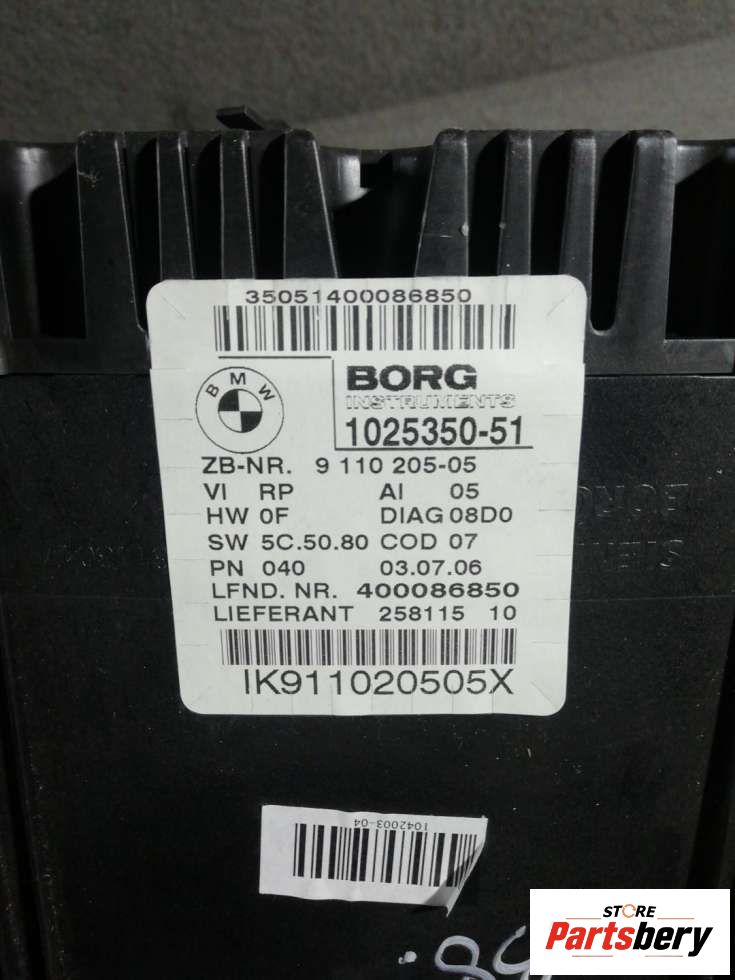 35051400086850
BMW
BORG
INSTRUMENTS
1025350-51
ZB-NR. 9 110 205-05
VI RP AI 05
HW 0F DIAG 08D0
SW 5C.50.80 COD 07
PN 040 03.07.06
LFND. NR. 400086850
LIEFERANT 258115 10
IK911020505X
1042003-04
STORE
Partsbery